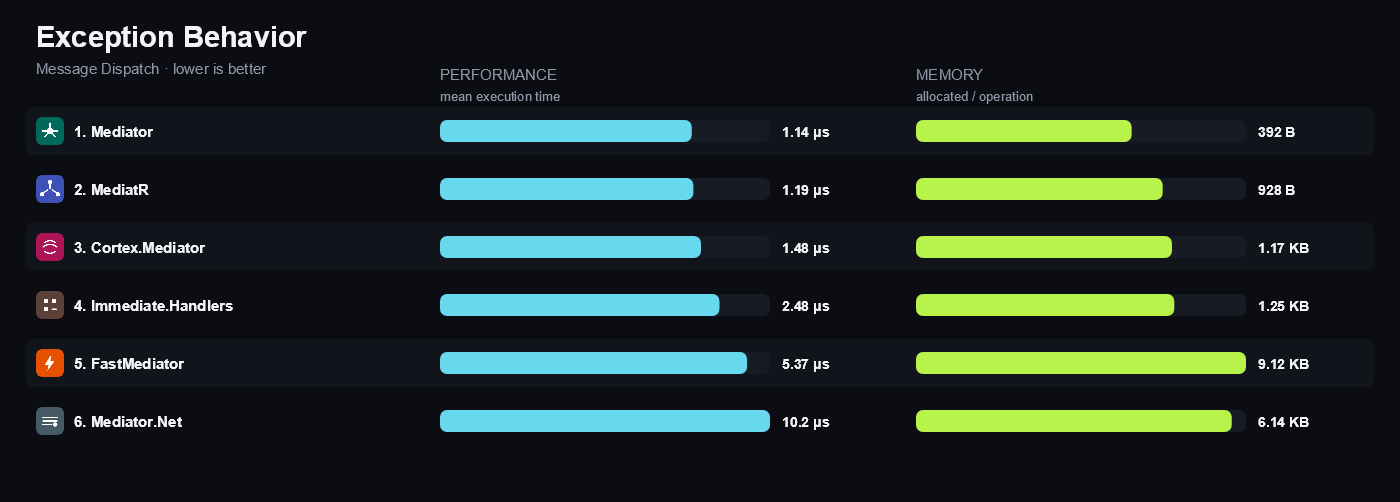 Exception Behavior
Message Dispatch · lower is better
PERFORMANCE
mean execution time
MEMORY
allocated / operation
1. Mediator 1.14 µs 392 B
2. MediatR 1.19 µs 928 B
3. Cortex.Mediator 1.48 µs 1.17 KB
4. Immediate.Handlers 2.48 µs 1.25 KB
5. FastMediator 5.37 µs 9.12 KB
6. Mediator.Net 10.2 µs 6.14 KB